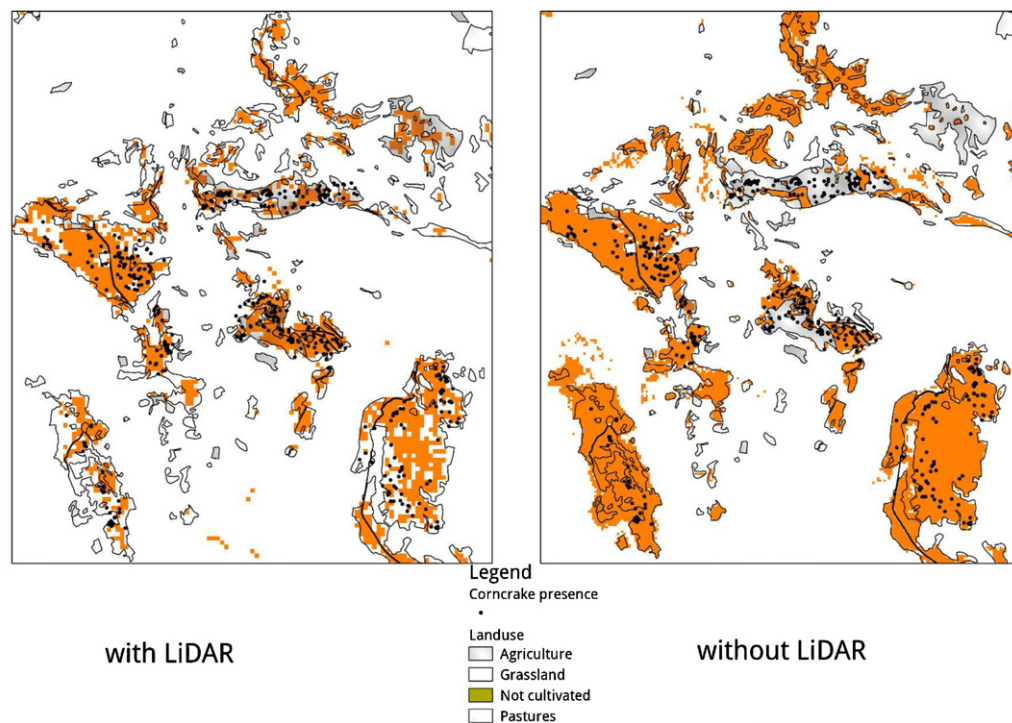 Legend
Corncrake presence
Landuse
Agriculture
Grassland
Not cultivated
Pastures
with LiDAR
without LiDAR